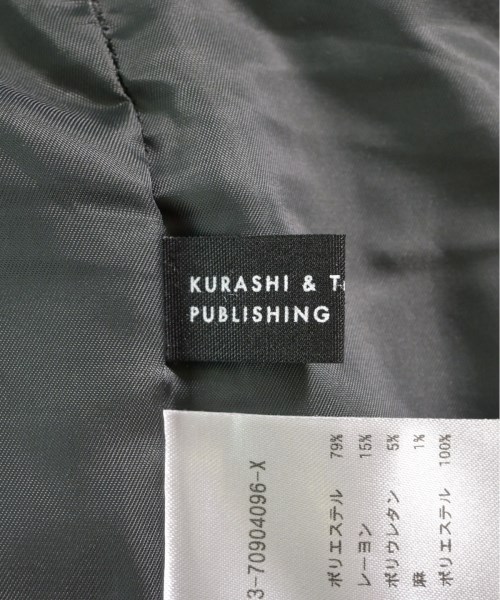 KURASHI & T
PUBLISHING
3-70904096-X
ポリエステル 79%
レーヨン 15%
ポリウレタン 5%
麻 1%
ポリエステル 100%